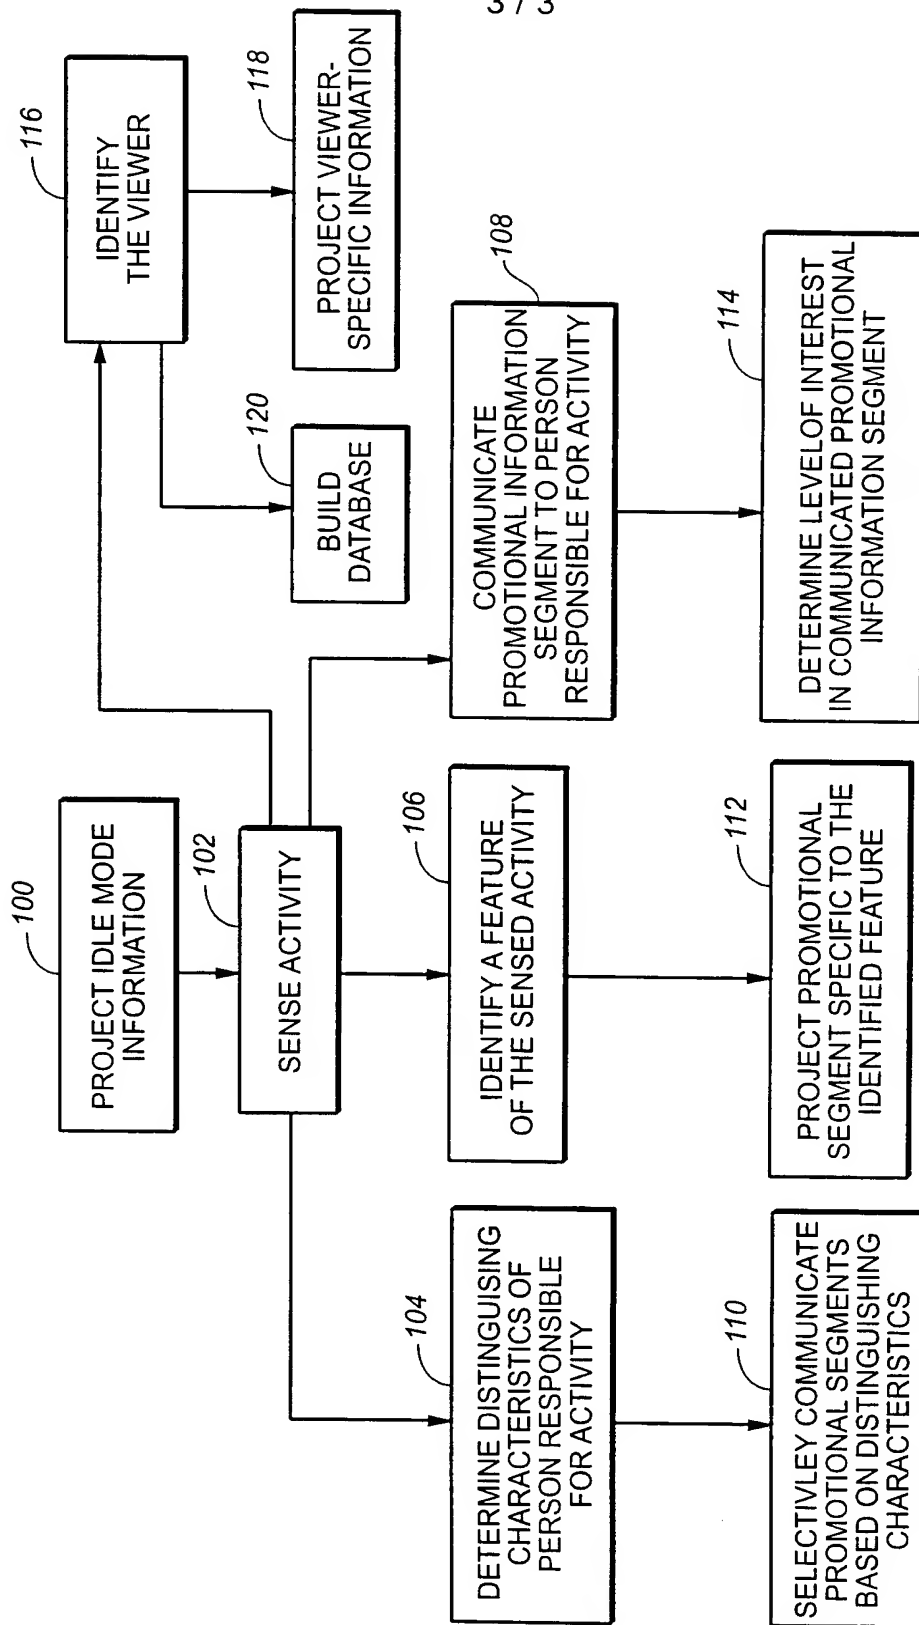 3 / 3
100
PROJECT IDLE MODE
INFORMATION
116
IDENTIFY
THE VIEWER
102
SENSE ACTIVITY
120
BUILD
DATABASE
118
PROJECT VIEWER-
SPECIFIC INFORMATION
104
DETERMINE DISTINGUISING
CHARACTERISTICS OF
PERSON RESPONSIBLE
FOR ACTIVITY
106
IDENTIFY A FEATURE
OF THE SENSED ACTIVITY
108
COMMUNICATE
PROMOTIONAL INFORMATION
SEGMENT TO PERSON
RESPONSIBLE FOR ACTIVITY
110
SELECTIVLEY COMMUNICATE
PROMOTIONAL SEGMENTS
BASED ON DISTINGUISHING
CHARACTERISTICS
112
PROJECT PROMOTIONAL
SEGMENT SPECIFIC TO THE
IDENTIFIED FEATURE
114
DETERMINE LEVELOF INTEREST
IN COMMUNICATED PROMOTIONAL
INFORMATION SEGMENT